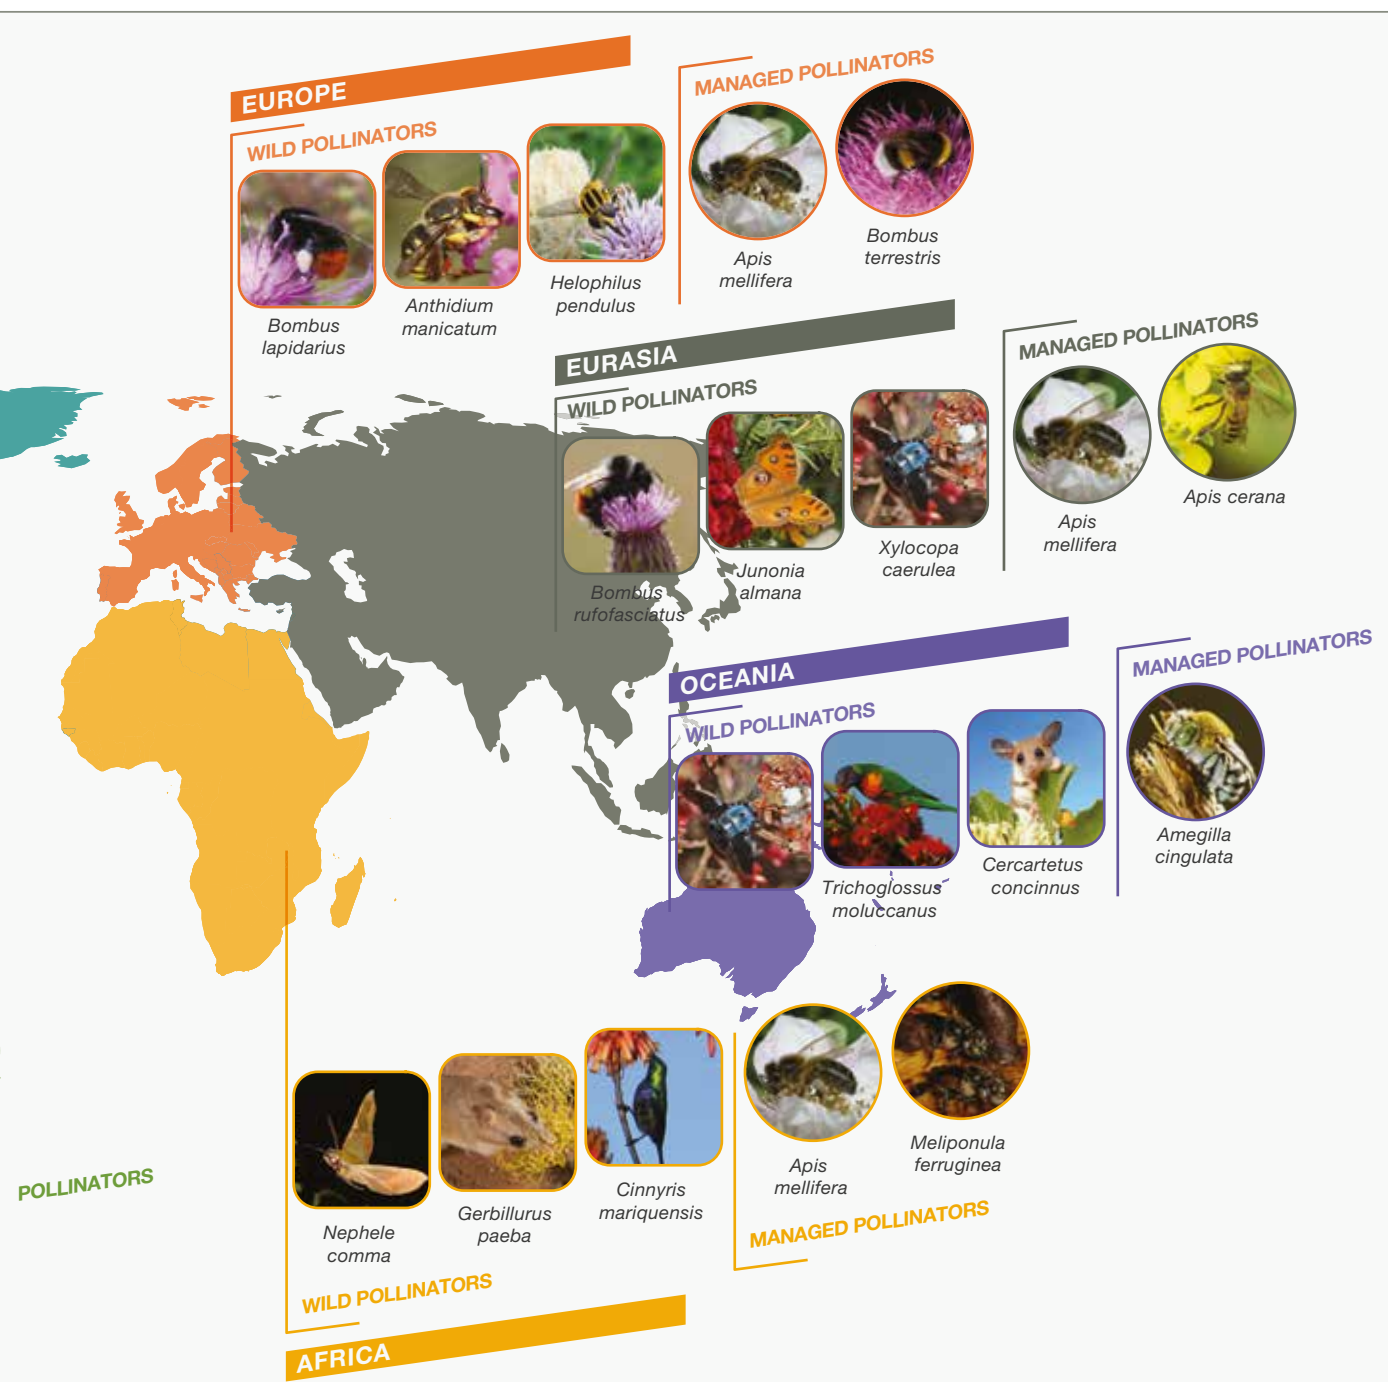 EUROPE
WILD POLLINATORS
Bombus
lapidarius
Anthidium
manicatum
Helophilus
pendulus
MANAGED POLLINATORS
Apis
mellifera
Bombus
terrestris
EURASIA
WILD POLLINATORS
Bombus
rufofasciatus
Junonia
almana
Xylocopa
caerulea
MANAGED POLLINATORS
Apis
mellifera
Apis cerana
OCEANIA
WILD POLLINATORS
Trichoglossus
moluccanus
Cercartetus
concinnus
MANAGED POLLINATORS
Amegilla
cingulata
POLLINATORS
Nephele
comma
Gerbillurus
paeba
Cinnyris
mariquensis
WILD POLLINATORS
Apis
mellifera
Meliponula
ferruginea
MANAGED POLLINATORS
AFRICA